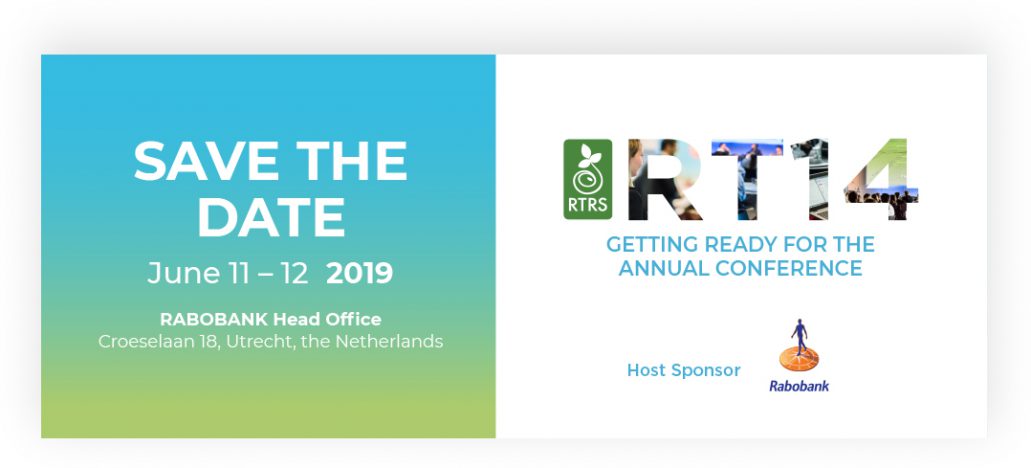 SAVE THE
DATE
June 11 – 12 2019
RABOBANK Head Office
Croeselaan 18, Utrecht, the Netherlands
RTRS
RT14
GETTING READY FOR THE
ANNUAL CONFERENCE
Host Sponsor
Rabobank